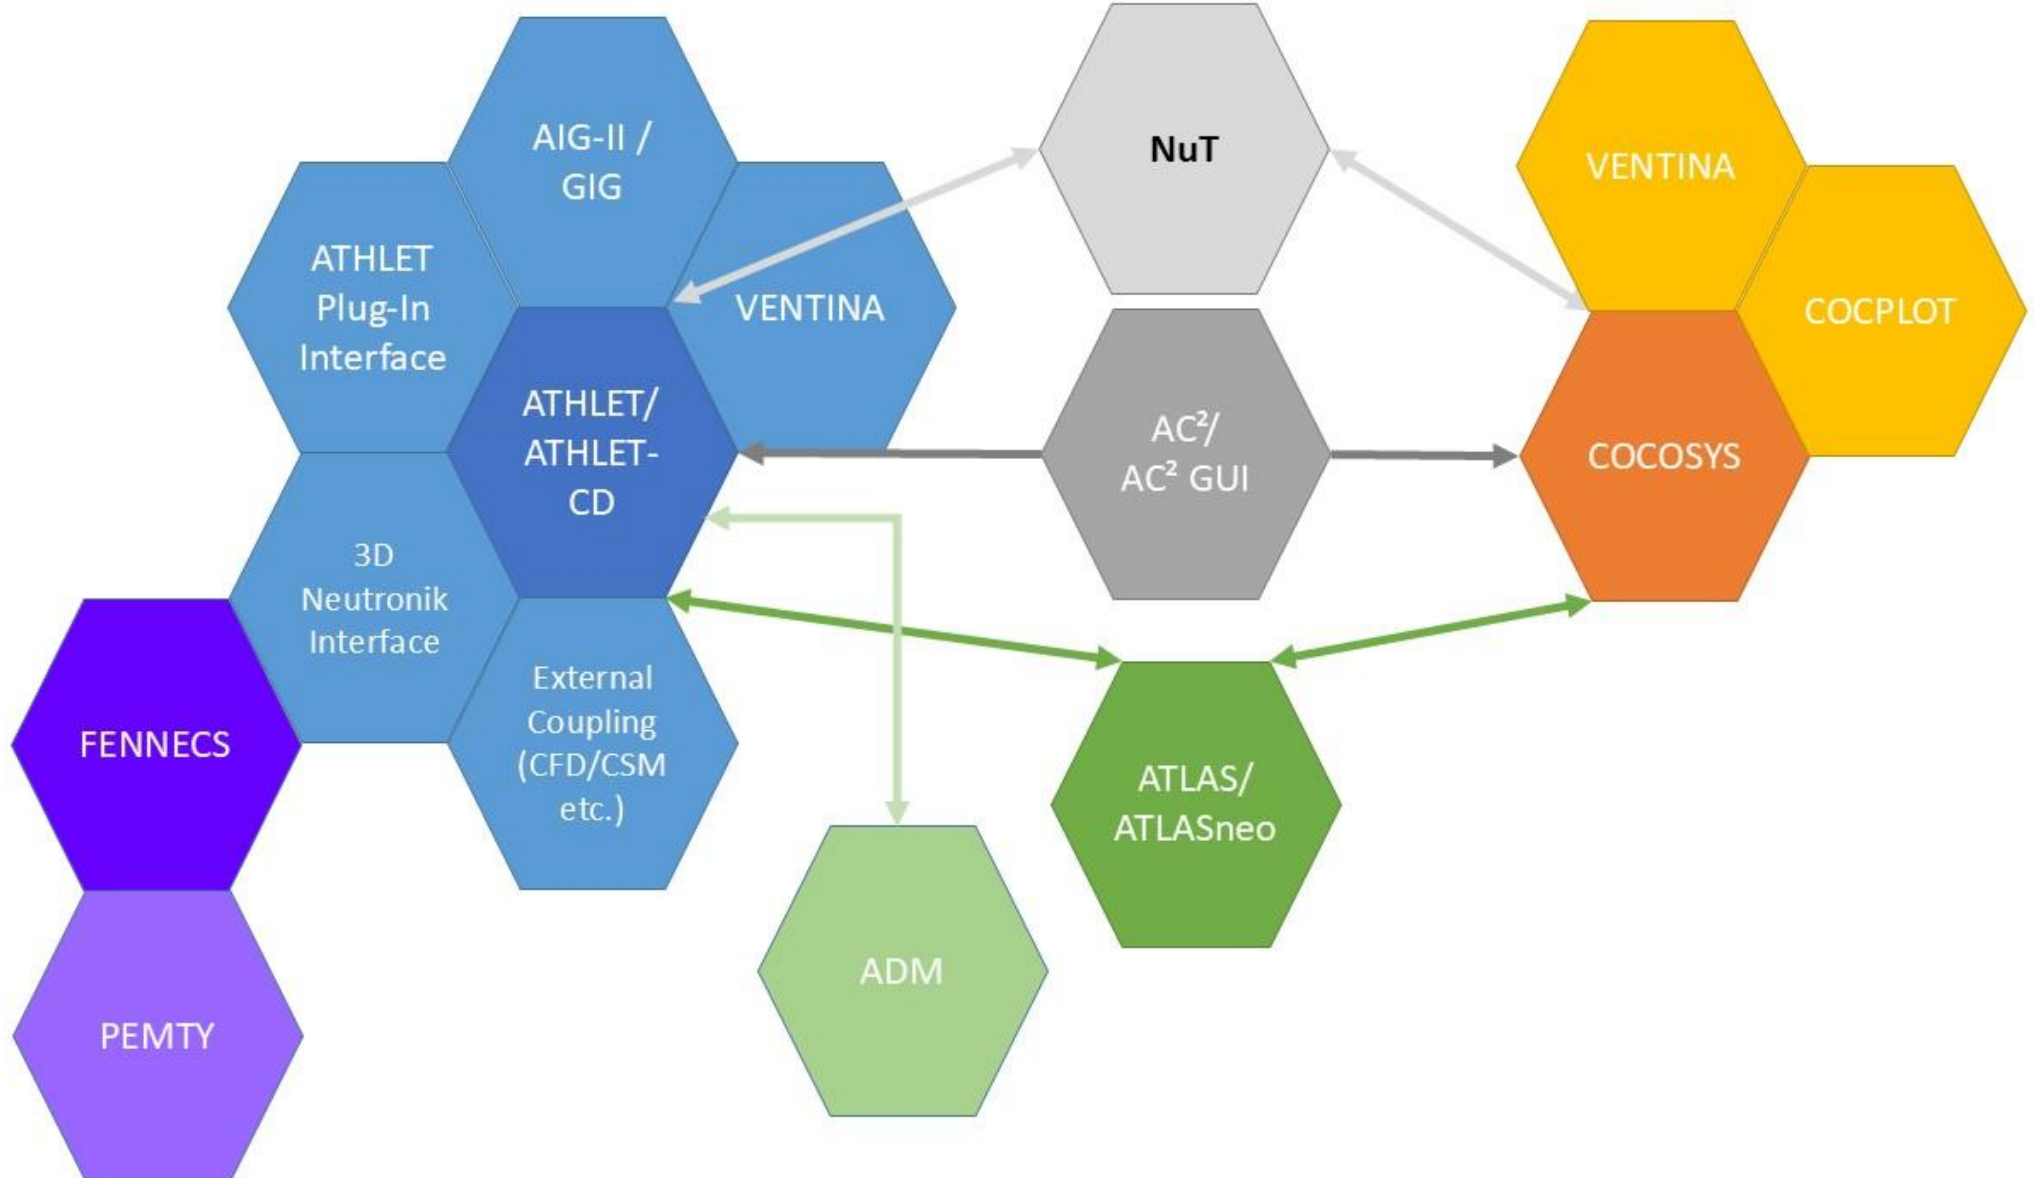 AIG-II /
GIG
NuT
VENTINA
ATHLET
Plug-In
Interface
VENTINA
COCPLOT
ATHLET/
ATHLET-
CD
AC²/
AC² GUI
COCOSYS
3D
Neutronik
Interface
External
Coupling
(CFD/CSM
etc.)
FENNECS
ATLAS/
ATLASneo
ADM
PEMTY